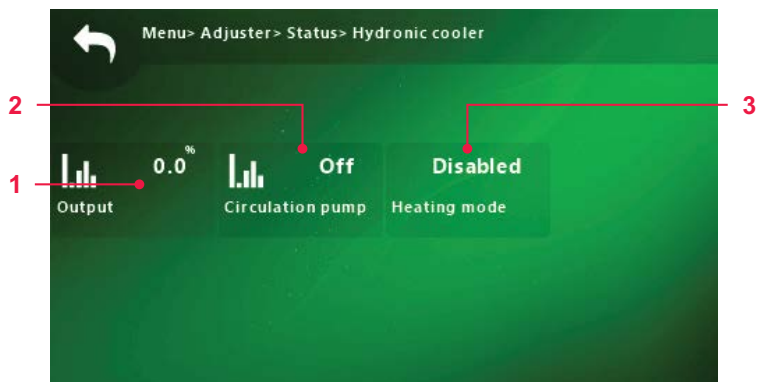 Menu> Adjuster> Status> Hydronic cooler
2
3
1
0.0 %
Output
Off
Circulation pump
Disabled
Heating mode